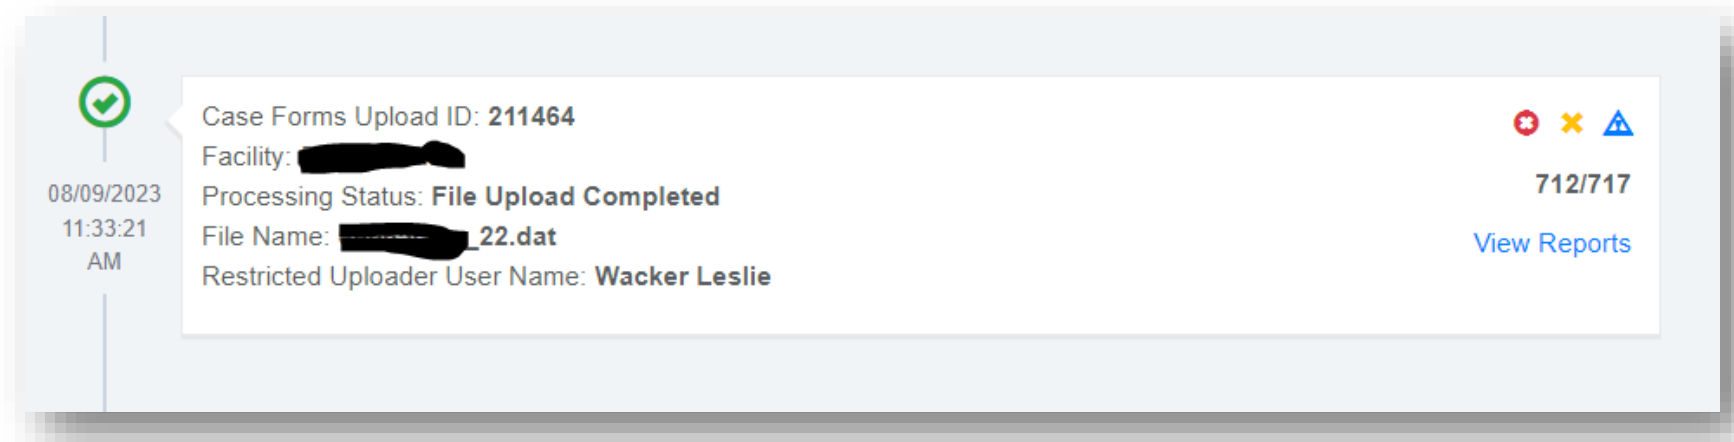 08/09/2023
11:33:21
AM
Case Forms Upload ID: 211464
Facility:
Processing Status: File Upload Completed
File Name: _22.dat
Restricted Uploader User Name: Wacker Leslie
712/717
View Reports